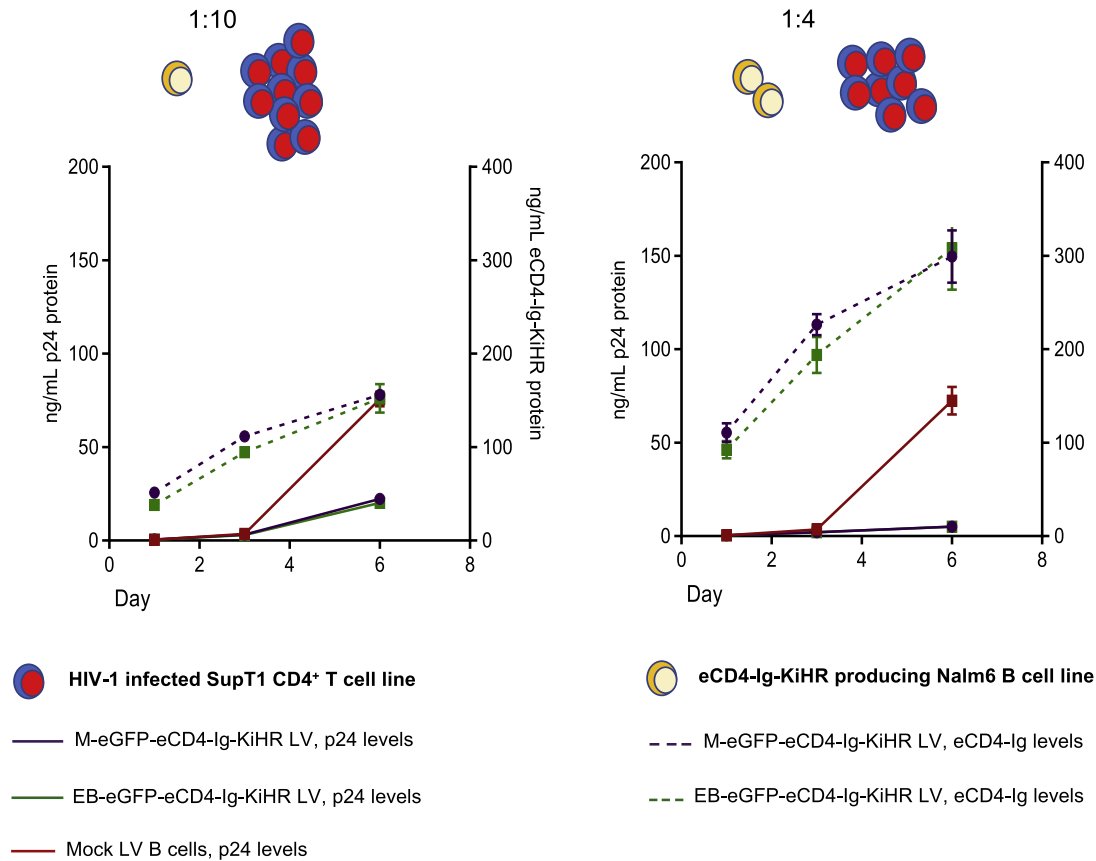 1:10
1:4
200
150
100
50
0
ng/mL p24 protein
400
300
200
100
0
ng/mL eCD4-Ig-KiHR protein
0
2
4
6
8
Day
200
150
100
50
0
ng/mL p24 protein
400
300
200
100
0
0
2
4
6
8
Day
HIV-1 infected SupT1 CD4⁺ T cell line
eCD4-Ig-KiHR producing Nalm6 B cell line
M-eGFP-eCD4-Ig-KiHR LV, p24 levels
M-eGFP-eCD4-Ig-KiHR LV, eCD4-Ig levels
EB-eGFP-eCD4-Ig-KiHR LV, p24 levels
EB-eGFP-eCD4-Ig-KiHR LV, eCD4-Ig levels
Mock LV B cells, p24 levels